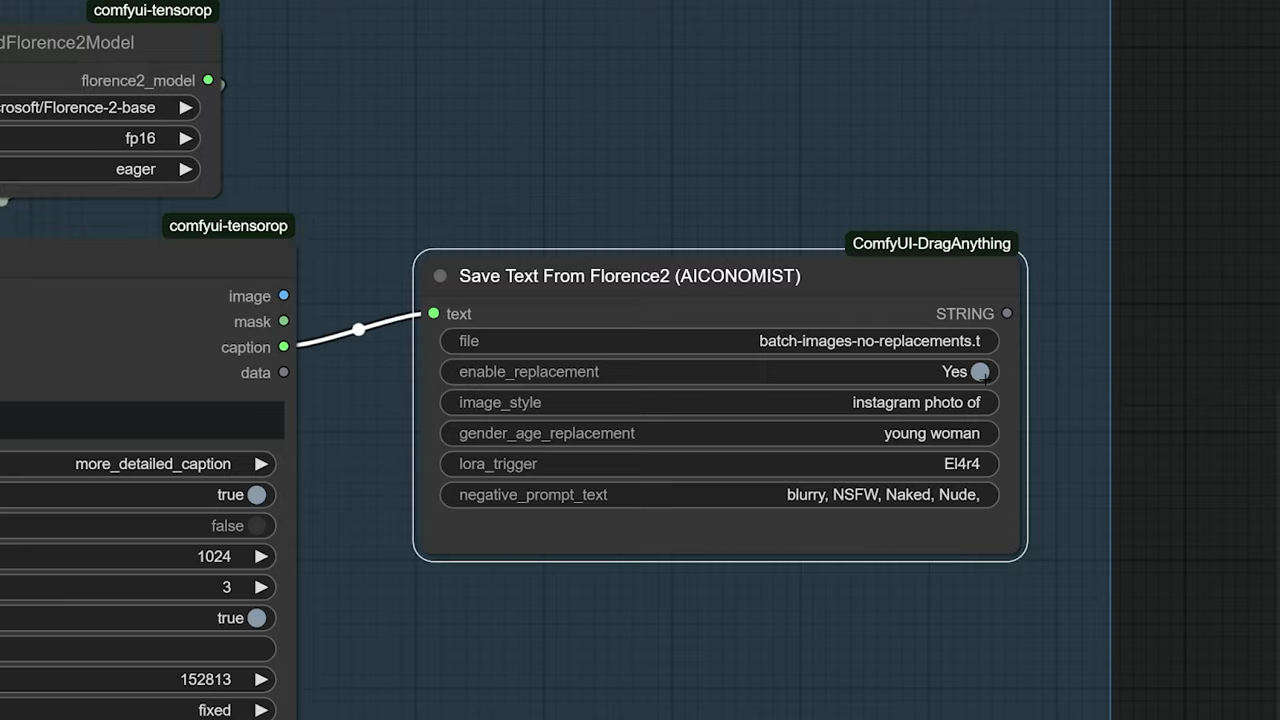 comfyui-tensorop
dFlorence2Model
florence2_model
rosoft/Florence-2-base
fp16
eager
comfyui-tensorop
image
mask
caption
data
more_detailed_caption
true
false
1024
3
true
152813
fixed
ComfyUI-DragAnything
Save Text From Florence2 (AICONOMIST)
text STRING
file batch-images-no-replacements.t
enable_replacement Yes
image_style instagram photo of
gender_age_replacement young woman
lora_trigger El4r4
negative_prompt_text blurry, NSFW, Naked, Nude,